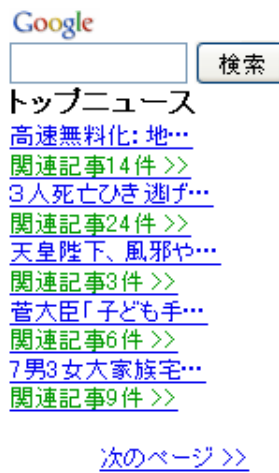 Google
検索
トップニュース
高速無料化: 地…
関連記事14件 >>
3人死亡ひき逃げ…
関連記事24件 >>
天皇陛下、風邪や…
関連記事3件 >>
菅大臣「子ども手…
関連記事6件 >>
7男3女大家族宅…
関連記事9件 >>
次のページ >>